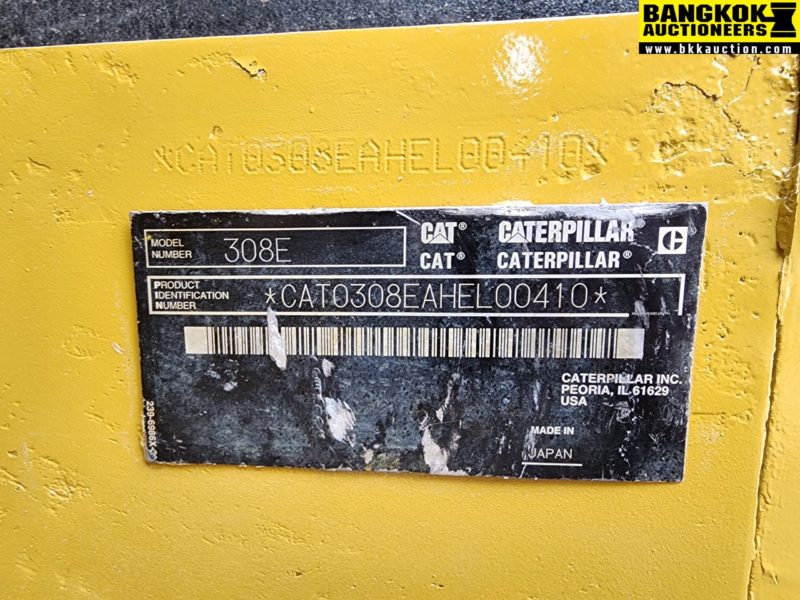 BANGKOK
AUCTIONEERS
www.bkkauction.com
*CAT0308EAHEL00410*
MODEL
NUMBER
308E
CAT® CATERPILLAR®
CAT® CATERPILLAR®
PRODUCT
IDENTIFICATION
NUMBER
*CAT0308EAHEL00410*
CATERPILLAR INC.
PEORIA, IL 61629
USA
MADE IN
JAPAN